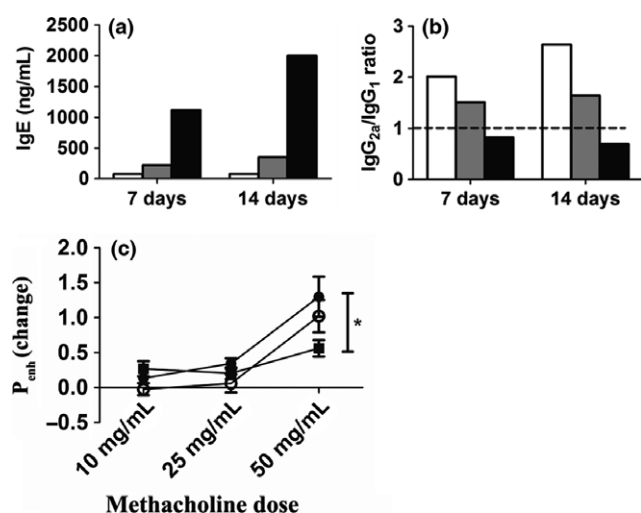 (a)
IgE (ng/mL)
2500
2000
1500
1000
500
0
7 days 14 days
(b)
IgG2a/IgG1 ratio
3
2
1
0
7 days 14 days
(c)
Penh (change)
2.0
1.5
1.0
0.5
0.0
–0.5
*
10 mg/mL
25 mg/mL
50 mg/mL
Methacholine dose